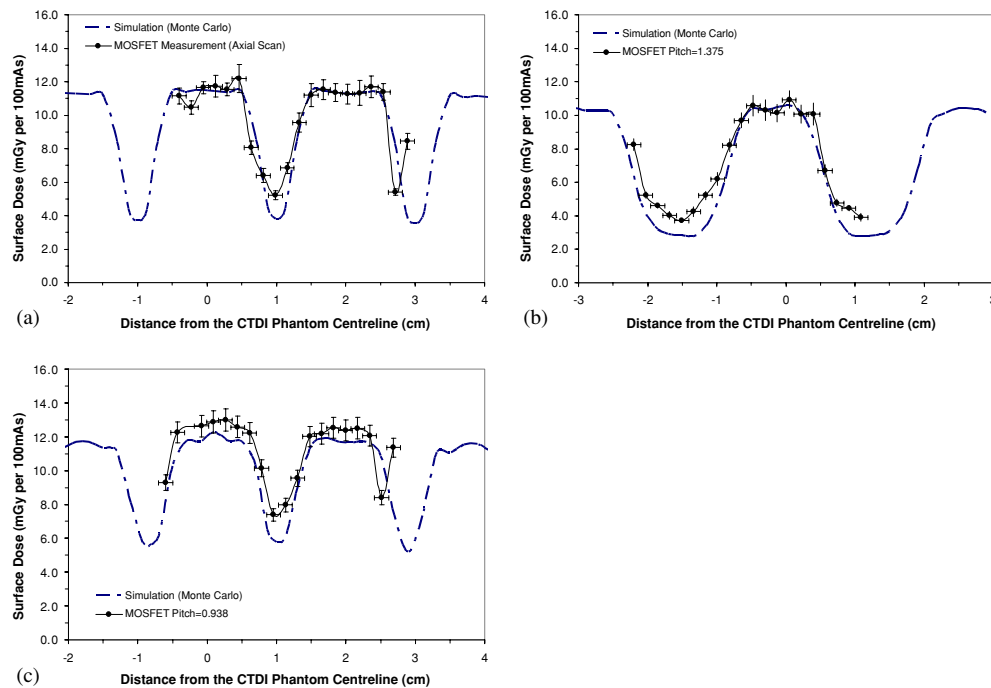 Simulation (Monte Carlo)
MOSFET Measurement (Axial Scan)
Surface Dose (mGy per 100mAs)
16.0
14.0
12.0
10.0
8.0
6.0
4.0
2.0
0.0
-2 -1 0 1 2 3 4
(a)
Distance from the CTDI Phantom Centreline (cm)
Simulation (Monte Carlo)
MOSFET Pitch=1.375
Surface Dose (mGy per 100mAs)
16.0
14.0
12.0
10.0
8.0
6.0
4.0
2.0
0.0
-3 -2 -1 0 1 2 3
(b)
Distance from the CTDI Phantom Centreline (cm)
Surface Dose (mGy per 100mAs)
16.0
14.0
12.0
10.0
8.0
6.0
4.0
2.0
0.0
Simulation (Monte Carlo)
MOSFET Pitch=0.938
-2 -1 0 1 2 3 4
(c)
Distance from the CTDI Phantom Centreline (cm)